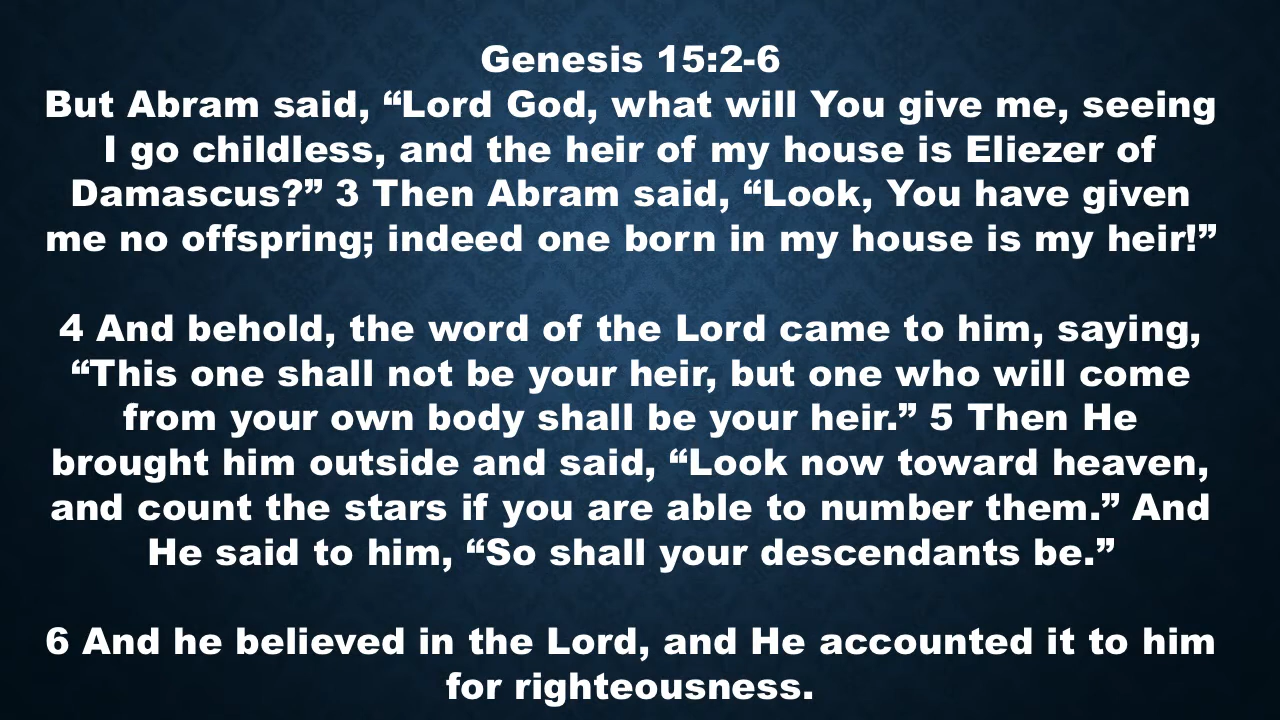 Genesis 15:2-6
But Abram said, “Lord God, what will You give me, seeing
I go childless, and the heir of my house is Eliezer of
Damascus?” 3 Then Abram said, “Look, You have given
me no offspring; indeed one born in my house is my heir!”
4 And behold, the word of the Lord came to him, saying,
“This one shall not be your heir, but one who will come
from your own body shall be your heir.” 5 Then He
brought him outside and said, “Look now toward heaven,
and count the stars if you are able to number them.” And
He said to him, “So shall your descendants be.”
6 And he believed in the Lord, and He accounted it to him
for righteousness.